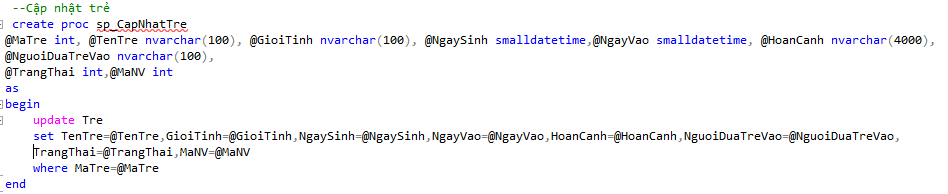 --Cập nhật trẻ
create proc sp_CapNhatTre
@MaTre int, @TenTre nvarchar(100), @GioiTinh nvarchar(100), @NgaySinh smalldatetime,@NgayVao smalldatetime, @HoanCanh nvarchar(4000),
@NguoiDuaTreVao nvarchar(100),
@TrangThai int,@MaNV int
as
begin
update Tre
set TenTre=@TenTre,GioiTinh=@GioiTinh,NgaySinh=@NgaySinh,NgayVao=@NgayVao,HoanCanh=@HoanCanh,NguoiDuaTreVao=@NguoiDuaTreVao,
TrangThai=@TrangThai,MaNV=@MaNV
where MaTre=@MaTre
end